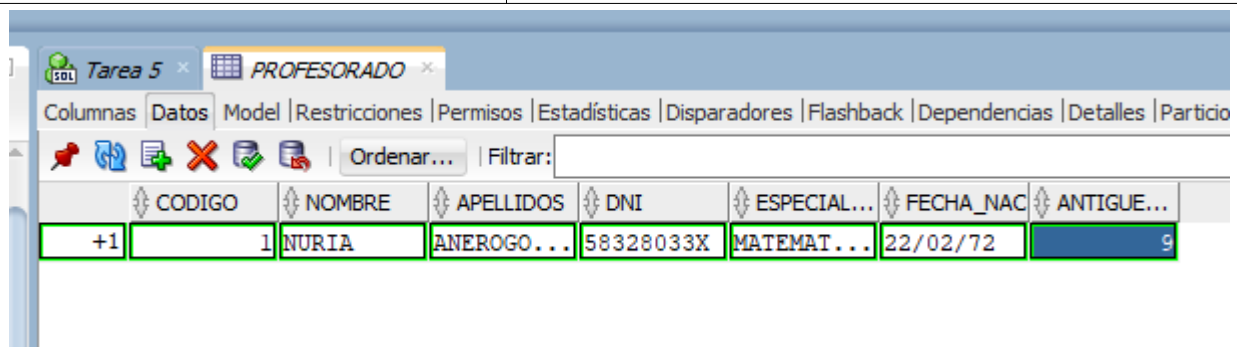 SQL Tarea 5 × PROFESORADO ×
Columnas Datos Model |Restricciones |Permisos |Estadísticas |Disparadores |Flashback |Dependencias |Detalles |Particio
Ordenar... |Filtrar:
CODIGO NOMBRE APELLIDOS DNI ESPECIAL... FECHA_NAC ANTIGUE...
+1 1 NURIA ANEROGO... 58328033X MATEMAT... 22/02/72 9